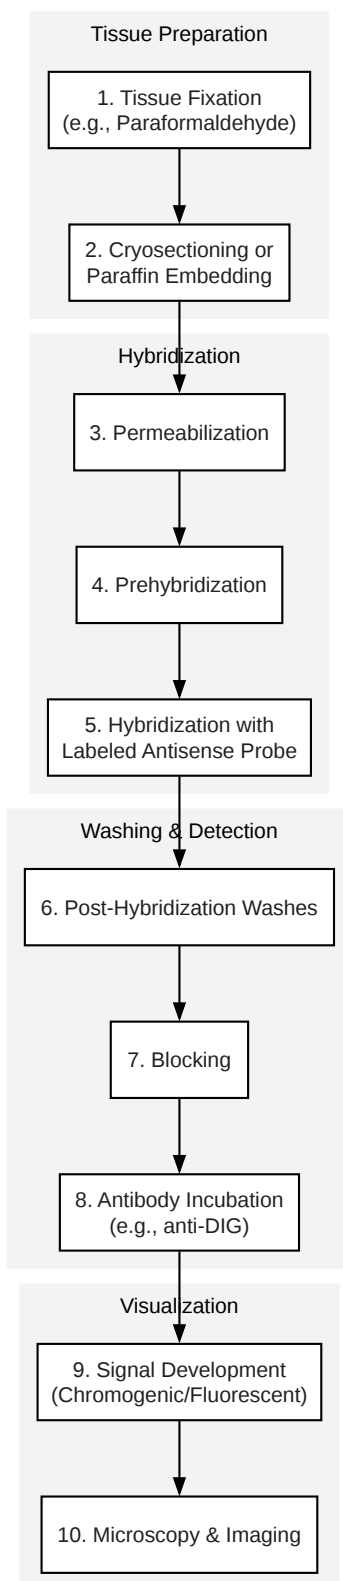 Tissue Preparation
1. Tissue Fixation
(e.g., Paraformaldehyde)
2. Cryosectioning or
Paraffin Embedding
Hybridization
3. Permeabilization
4. Prehybridization
5. Hybridization with
Labeled Antisense Probe
Washing & Detection
6. Post-Hybridization Washes
7. Blocking
8. Antibody Incubation
(e.g., anti-DIG)
Visualization
9. Signal Development
(Chromogenic/Fluorescent)
10. Microscopy & Imaging